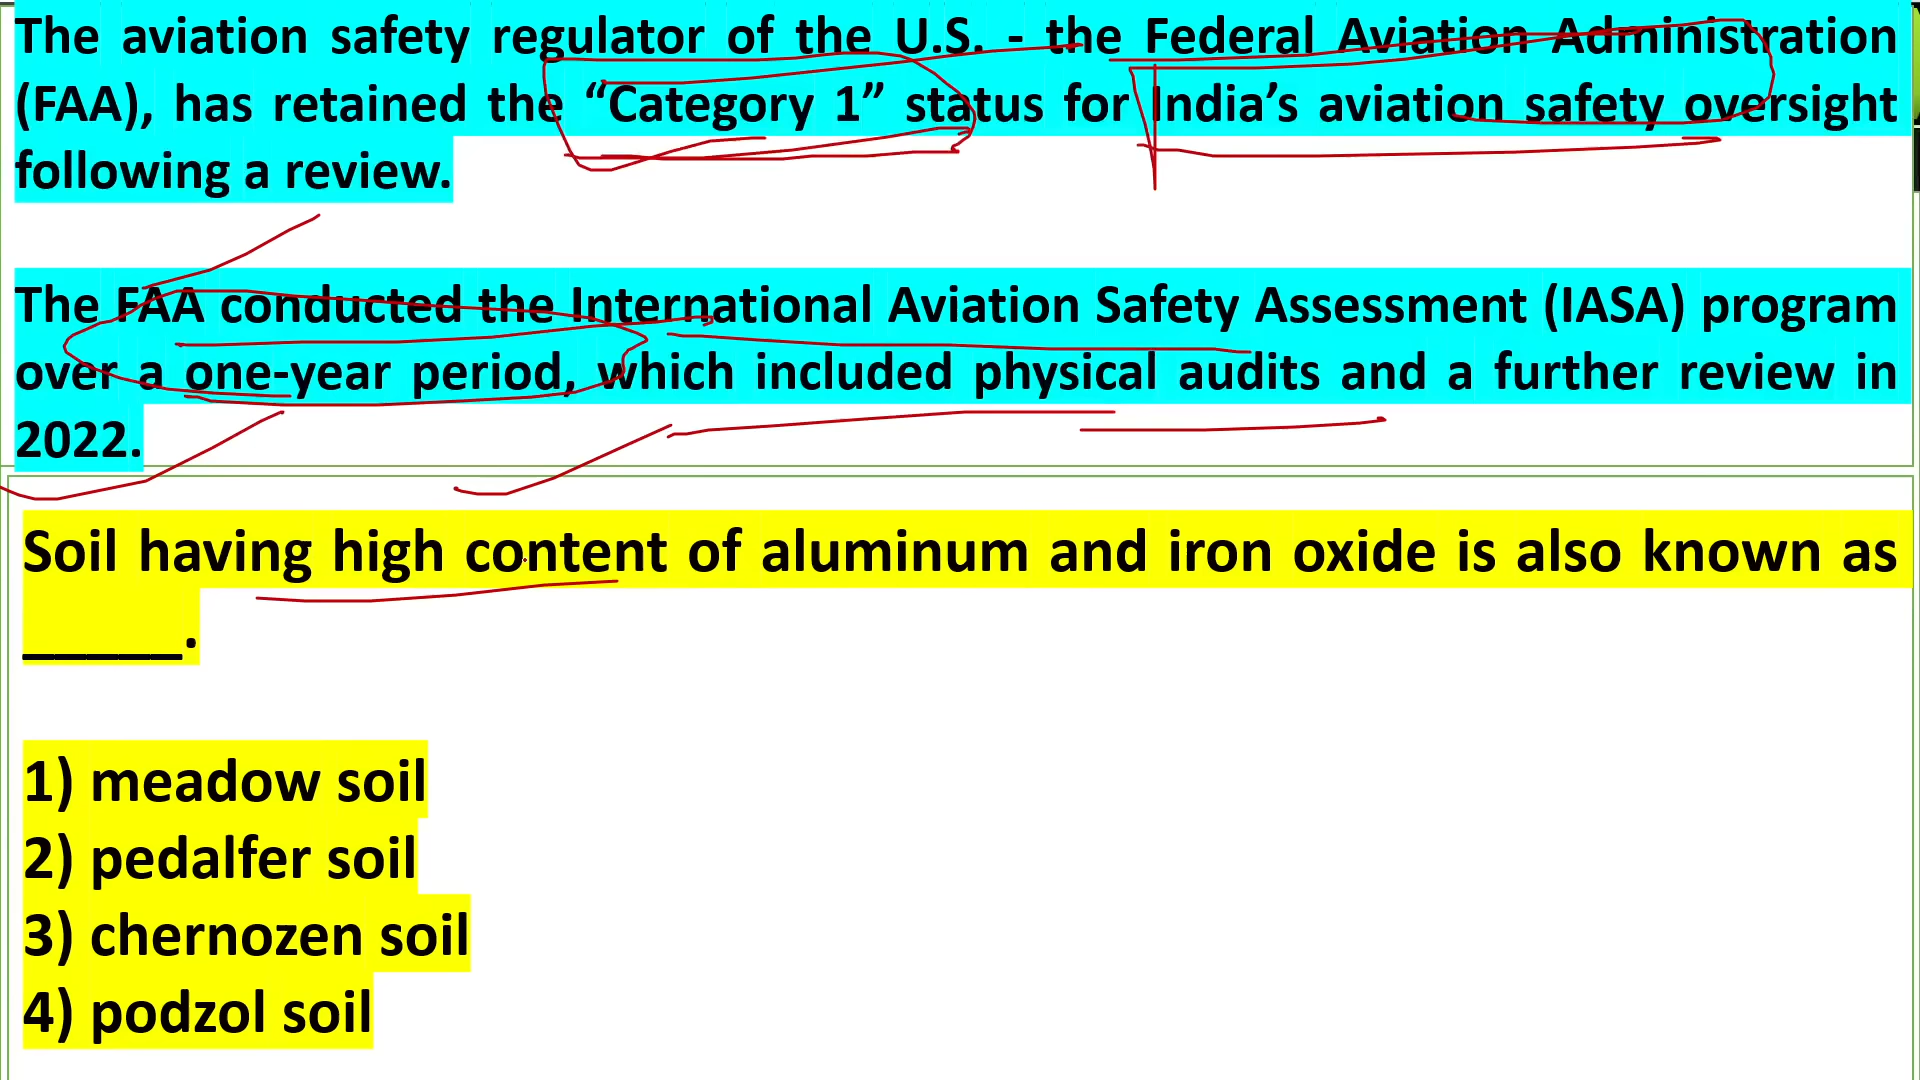 The aviation safety regulator of the U.S. - the Federal Aviation Administration
(FAA), has retained the “Category 1” status for India’s aviation safety oversight
following a review.
The FAA conducted the International Aviation Safety Assessment (IASA) program
over a one-year period, which included physical audits and a further review in
2022.
Soil having high content of aluminum and iron oxide is also known as
_____.
1) meadow soil
2) pedalfer soil
3) chernozen soil
4) podzol soil